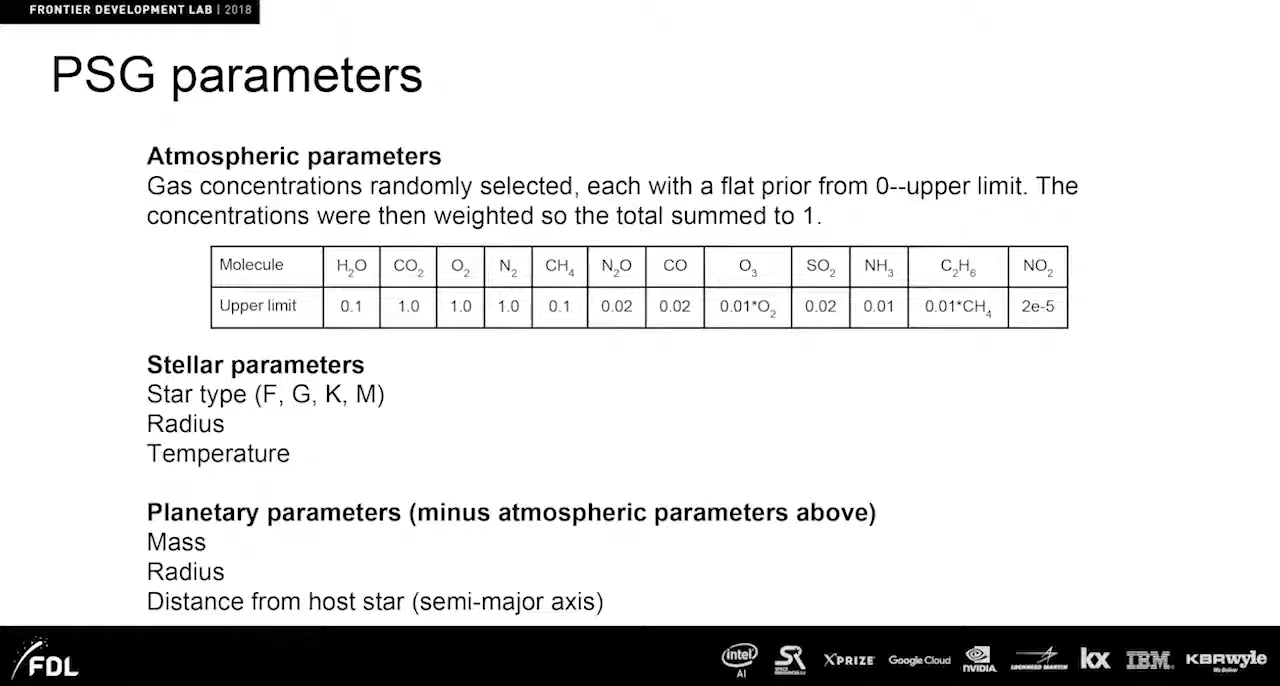 FRONTIER DEVELOPMENT LAB | 2018
PSG parameters
Atmospheric parameters
Gas concentrations randomly selected, each with a flat prior from 0--upper limit. The
concentrations were then weighted so the total summed to 1.
Molecule H₂O CO₂ O₂ N₂ CH₄ N₂O CO O₃ SO₂ NH₃ C₂H₆ NO₂
Upper limit 0.1 1.0 1.0 1.0 0.1 0.02 0.02 0.01*O₂ 0.02 0.01 0.01*CH₄ 2e-5
Stellar parameters
Star type (F, G, K, M)
Radius
Temperature
Planetary parameters (minus atmospheric parameters above)
Mass
Radius
Distance from host star (semi-major axis)
FDL
intel AI SR XPRIZE Google Cloud NVIDIA LOCKHEED MARTIN kx IBM KBRwyle